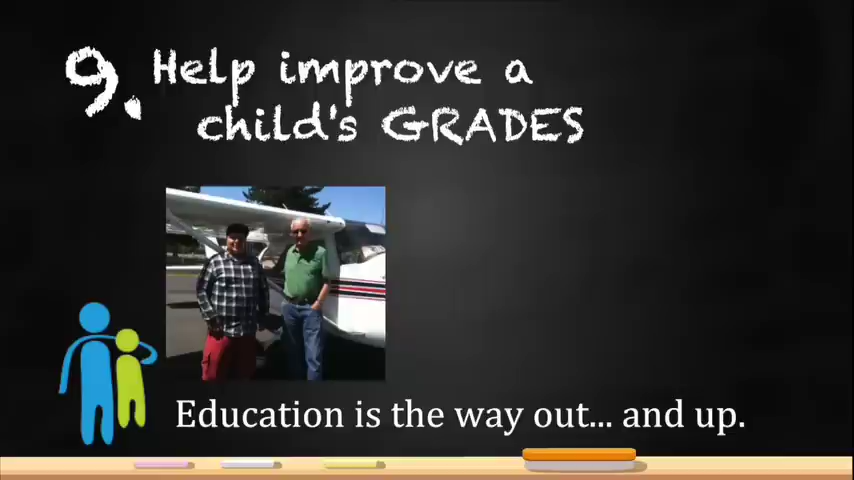 9. Help improve a
child's GRADES
Education is the way out... and up.